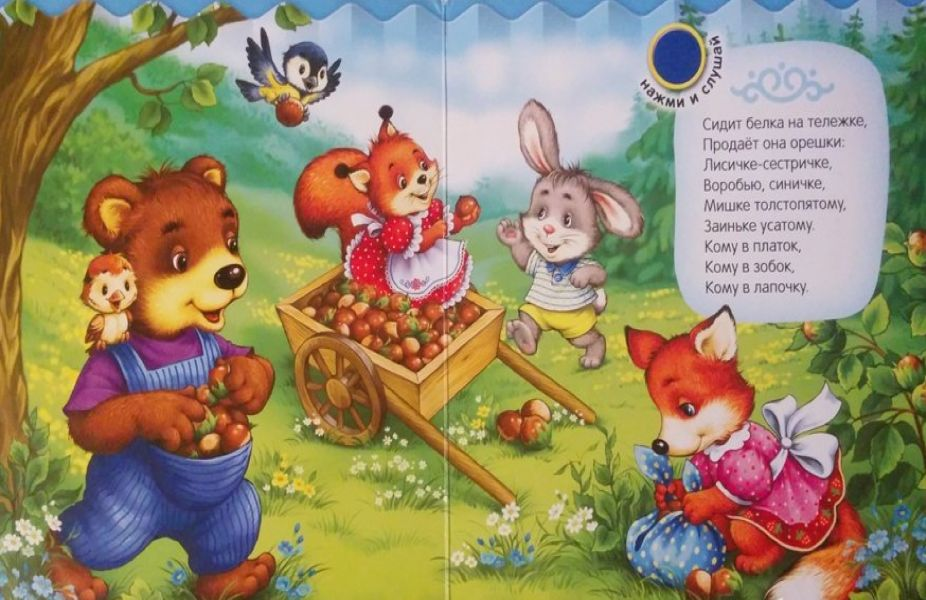 нажми и слушай
Сидит белка на тележке,
Продаёт она орешки:
Лисичке-сестричке,
Воробью, синичке,
Мишке толстопятому,
Заиньке усатому.
Кому в платок,
Кому в зобок,
Кому в лапочку.